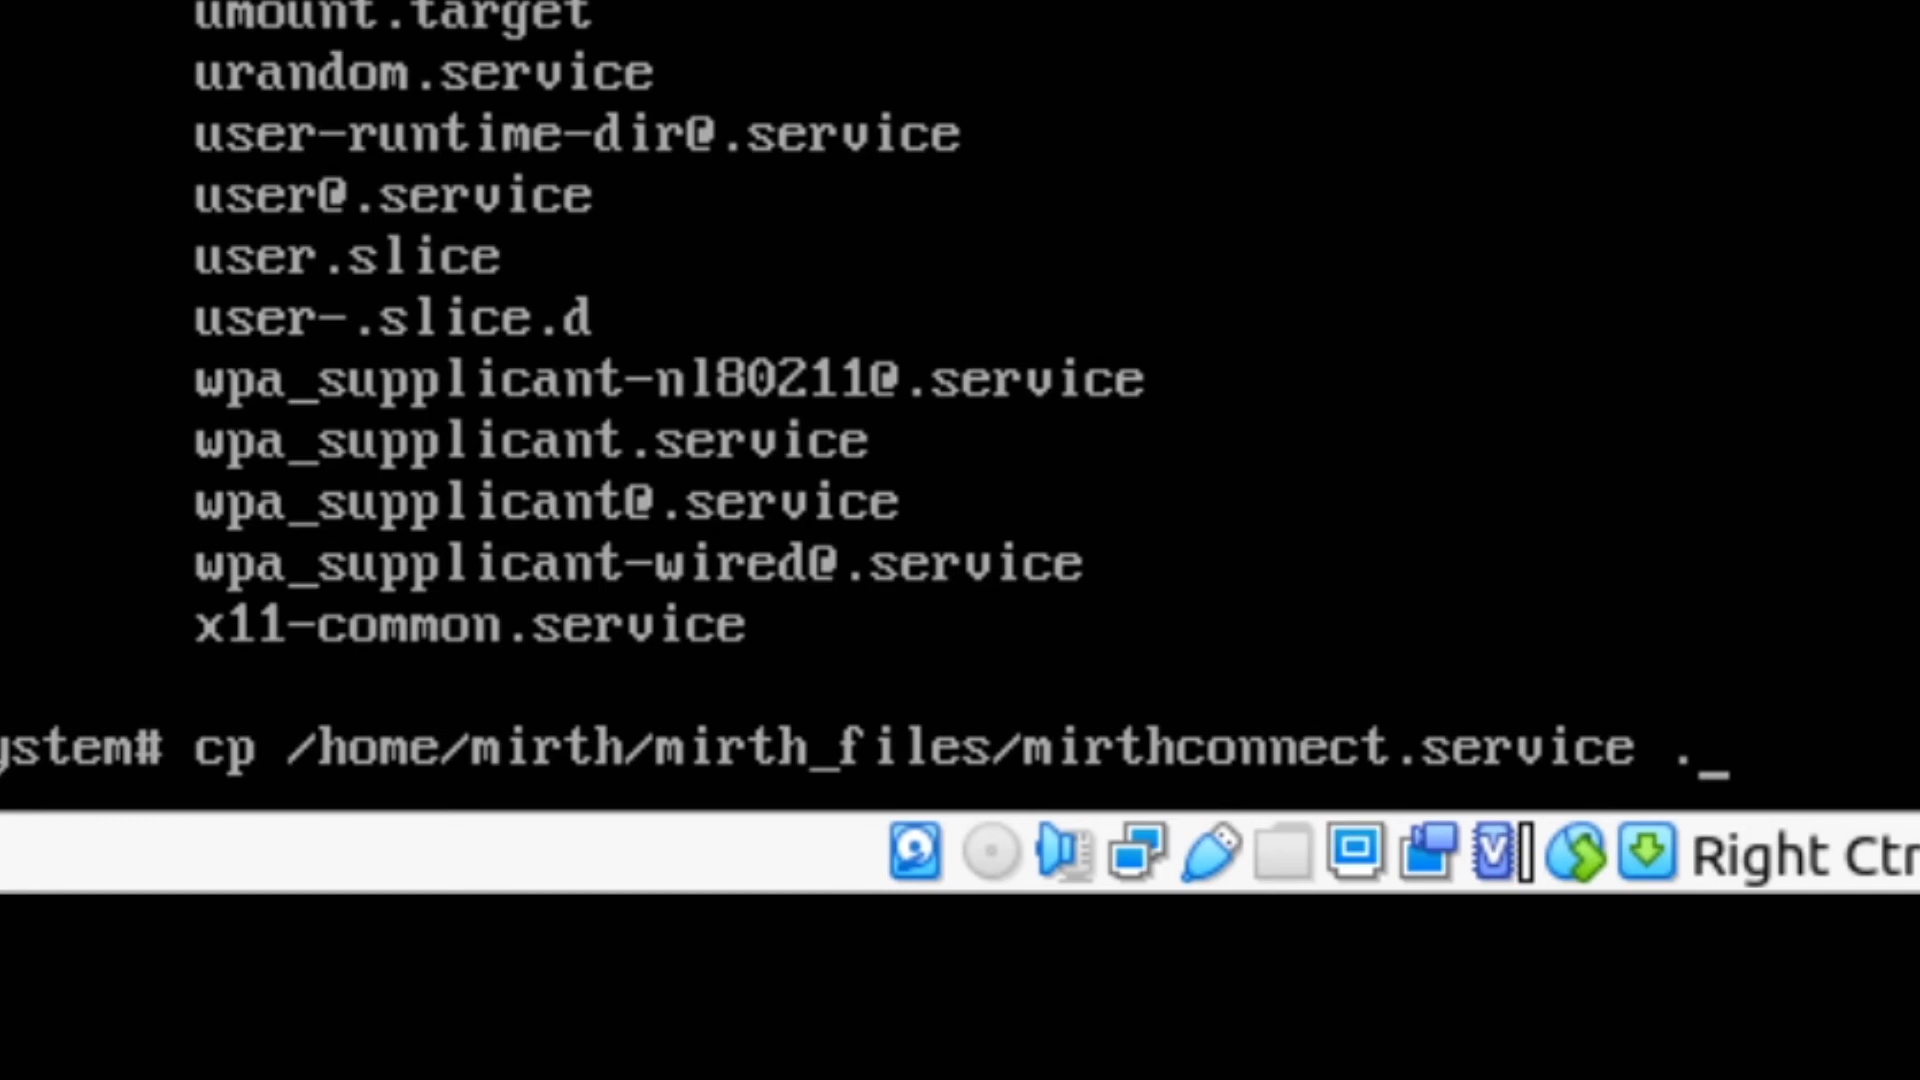 umount.target
urandom.service
user-runtime-dir@.service
user@.service
user.slice
user-.slice.d
wpa_supplicant-nl80211@.service
wpa_supplicant.service
wpa_supplicant@.service
wpa_supplicant-wired@.service
x11-common.service
ystem# cp /home/mirth/mirth_files/mirthconnect.service ._
Right Ctr